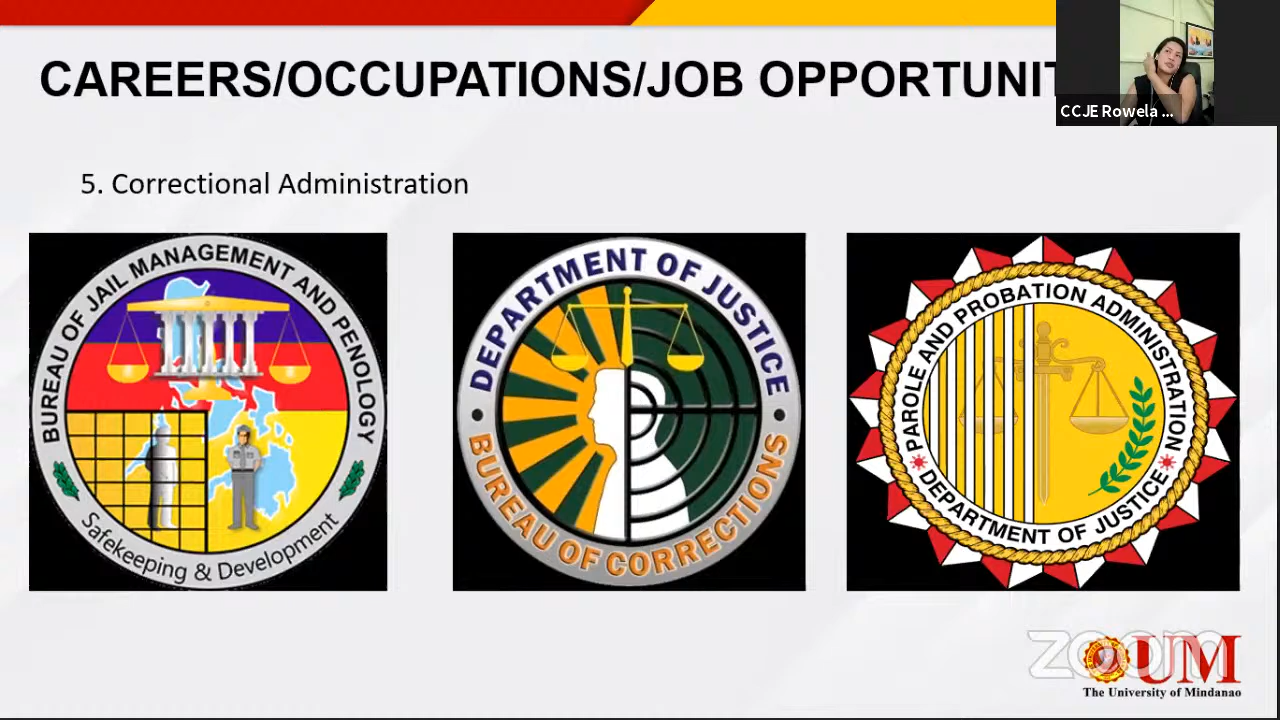 CAREERS/OCCUPATIONS/JOB OPPORTUNIT
CCJE Rowela ...
5. Correctional Administration
BUREAU OF JAIL MANAGEMENT AND PENOLOGY
Safekeeping & Development
DEPARTMENT OF JUSTICE
BUREAU OF CORRECTIONS
PAROLE AND PROBATION ADMINISTRATION
DEPARTMENT OF JUSTICE
zoom
UM
The University of Mindanao